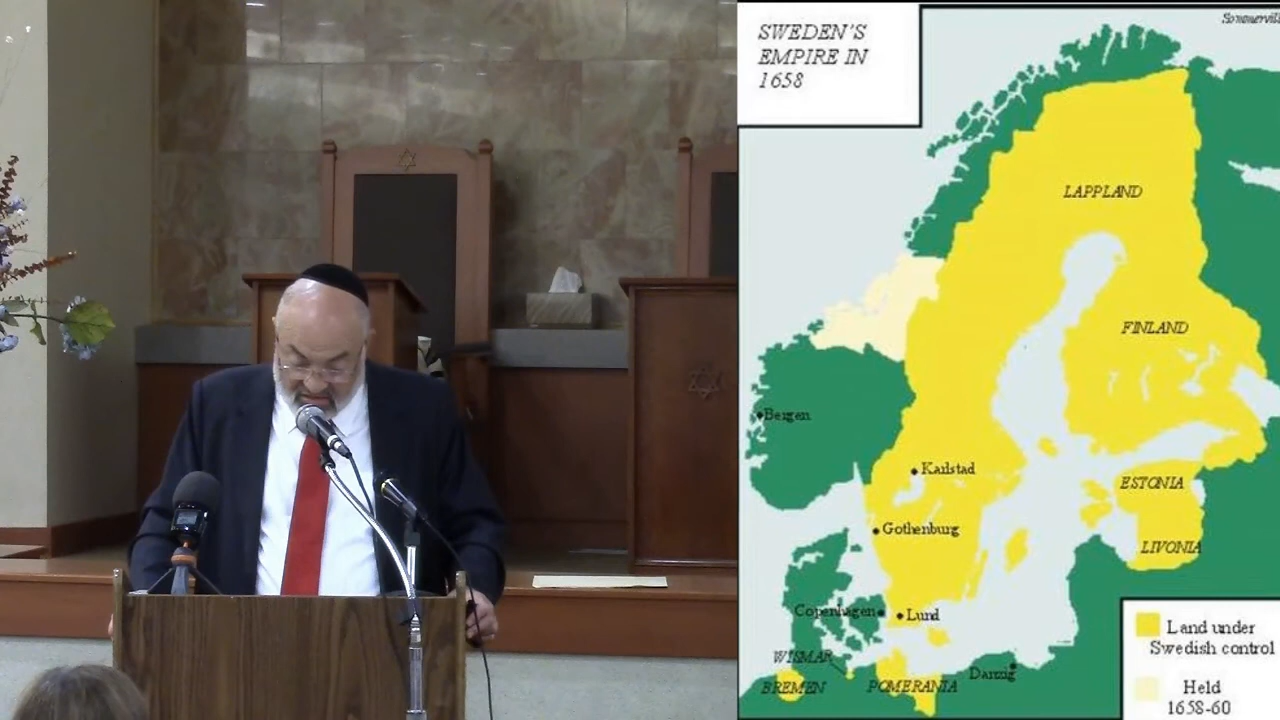 SWEDEN'S
EMPIRE IN
1658
LAPPLAND
FINLAND
Bergen
Karlstad
ESTONIA
Gothenburg
LIVONIA
Copenhagen
Lund
WISMAR
Danzig
BREMEN
POMERANIA
Land under
Swedish control
Held
1658-60